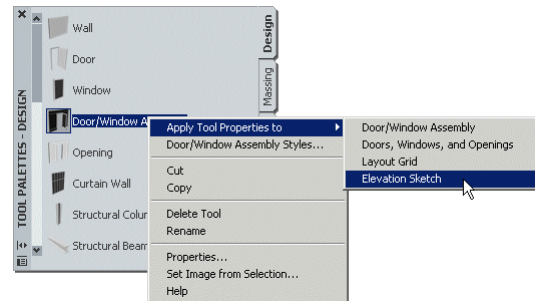 Wall
Door
Window
Door/Window A
Opening
Curtain Wall
Structural Colur
Structural Beam
TOOL PALETTES - DESIGN
Design
Massing
Apply Tool Properties to
Door/Window Assembly Styles...
Cut
Copy
Delete Tool
Rename
Properties...
Set Image from Selection...
Help
Door/Window Assembly
Doors, Windows, and Openings
Layout Grid
Elevation Sketch